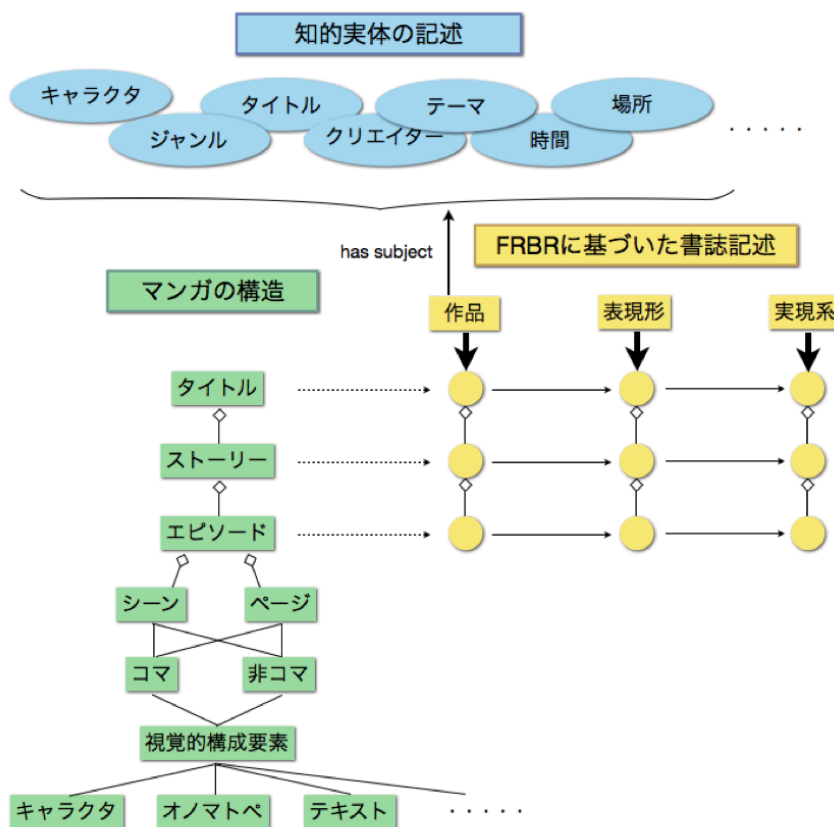 知的実体の記述
キャラクタ
タイトル
テーマ
場所
ジャンル
クリエイター
時間
・・・・・
has subject
FRBRに基づいた書誌記述
マンガの構造
作品
表現形
実現系
タイトル
ストーリー
エピソード
シーン
ページ
コマ
非コマ
視覚的構成要素
キャラクタ
オノマトペ
テキスト
・・・・・